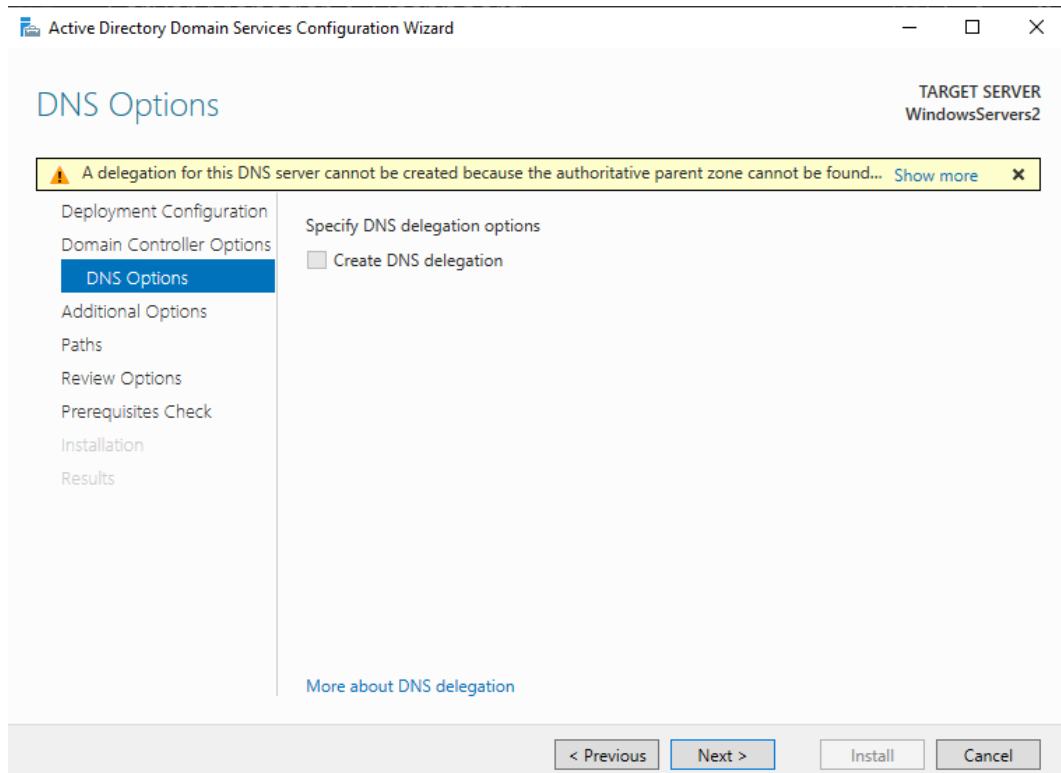 Active Directory Domain Services Configuration Wizard
DNS Options
TARGET SERVER
WindowsServers2
A delegation for this DNS server cannot be created because the authoritative parent zone cannot be found... Show more
Deployment Configuration
Domain Controller Options
DNS Options
Additional Options
Paths
Review Options
Prerequisites Check
Installation
Results
Specify DNS delegation options
Create DNS delegation
More about DNS delegation
< Previous Next > Install Cancel